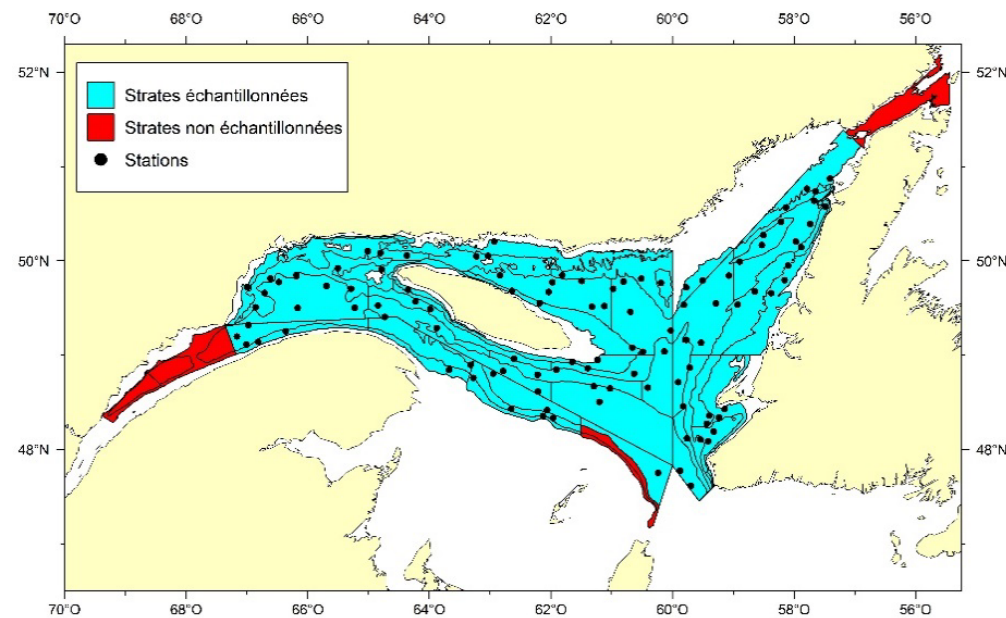 70°O 68°O 66°O 64°O 62°O 60°O 58°O 56°O
52°N 52°N
Strates échantillonnées
Strates non échantillonnées
Stations
50°N 50°N
48°N 48°N
70°O 68°O 66°O 64°O 62°O 60°O 58°O 56°O